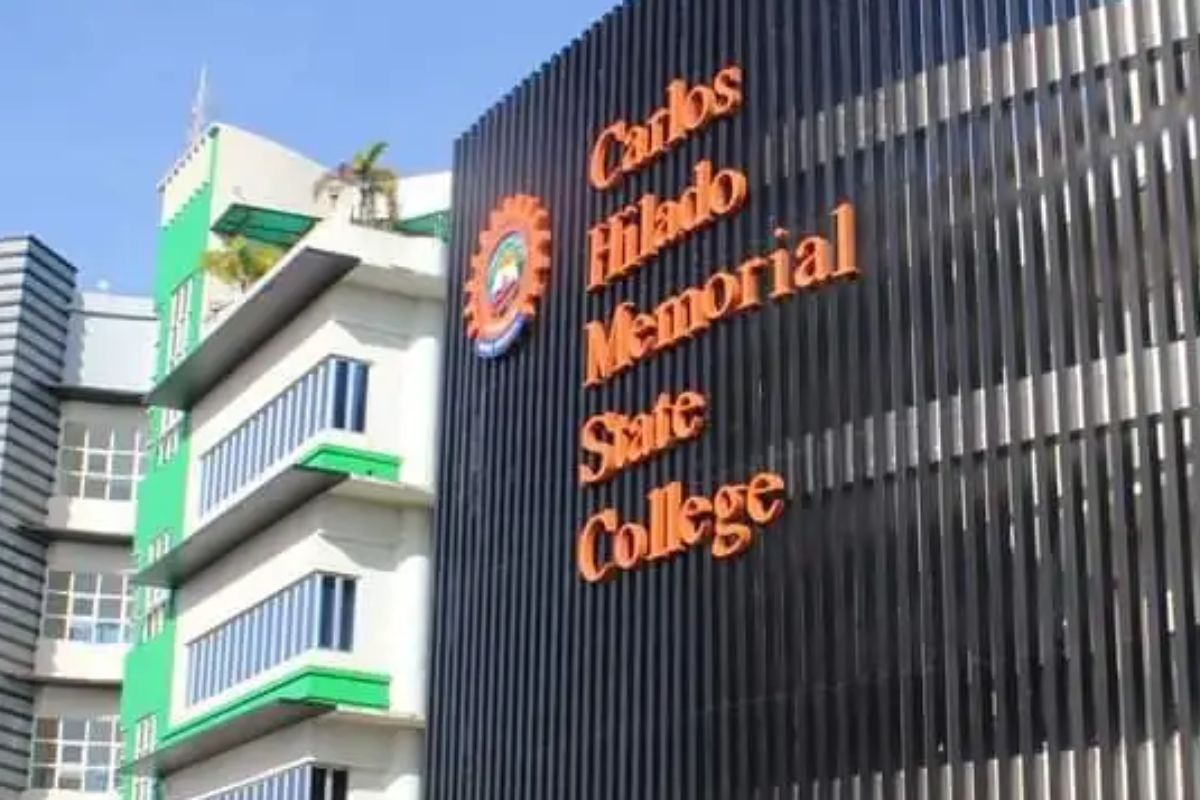 Carlos
Hilado
Memorial
State
College